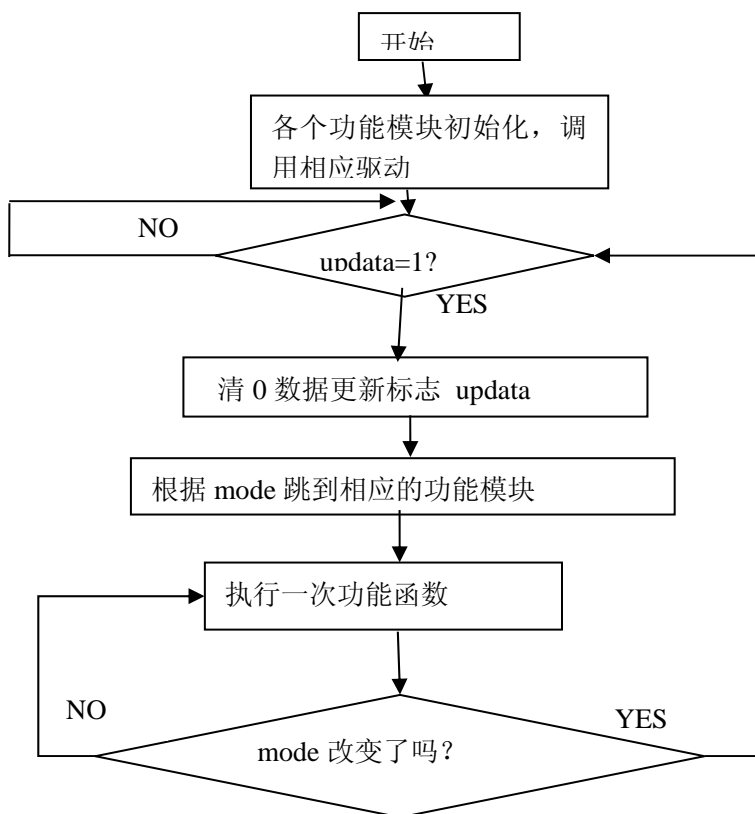 开始
各个功能模块初始化，调
用相应驱动
NO
updata=1?
YES
清 0 数据更新标志 updata
根据 mode 跳到相应的功能模块
执行一次功能函数
NO
YES
mode 改变了吗？